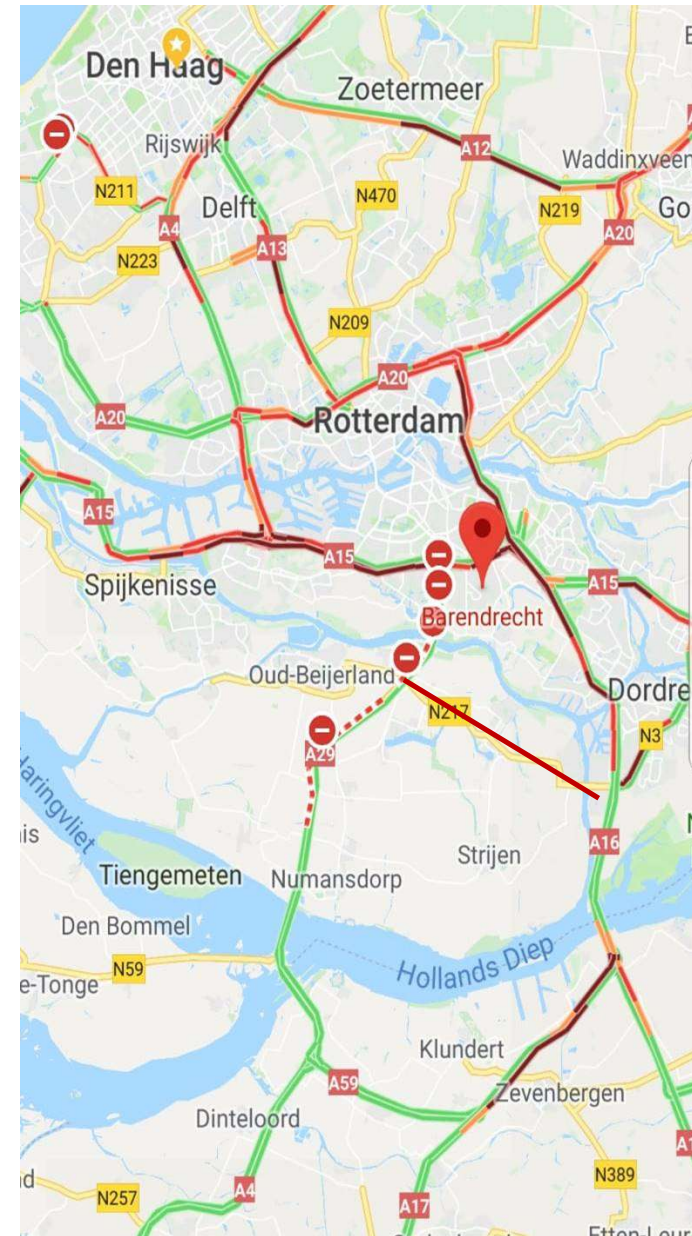 Den Haag
Zoetermeer
Rijswijk
A12
Waddinxveen
N211
N470
N219
Go
Delft
A4
A20
A13
N223
N209
A20
A20
Rotterdam
A15
A15
Spijkenisse
A15
Barendrecht
Oud-Beijerland
Dordre
N217
N3
A29
Haringvliet
is
A16
Strijen
Tiengemeten
Numansdorp
Den Bommel
N59
e-Tonge
Hollands Diep
Klundert
A59
Zevenbergen
Dinteloord
A1
N389
d
N257
A4
A17